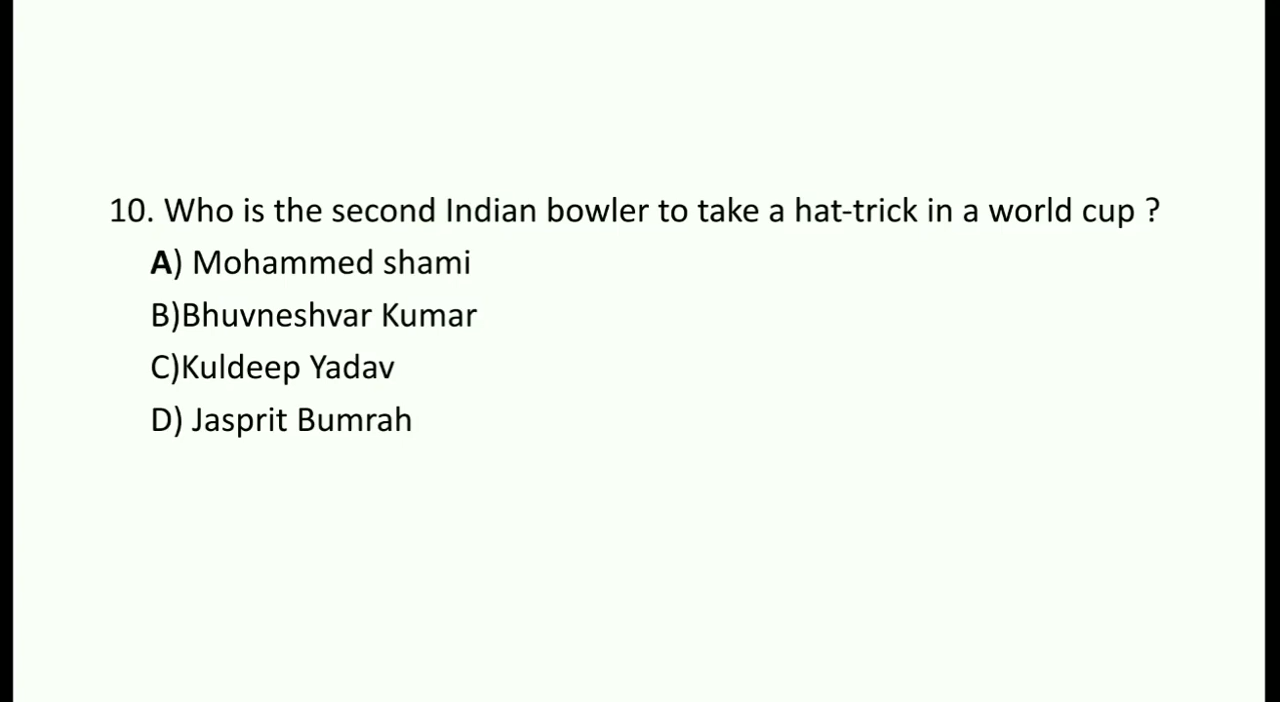 10. Who is the second Indian bowler to take a hat-trick in a world cup ?
A) Mohammed shami
B)Bhuvneshvar Kumar
C)Kuldeep Yadav
D) Jasprit Bumrah